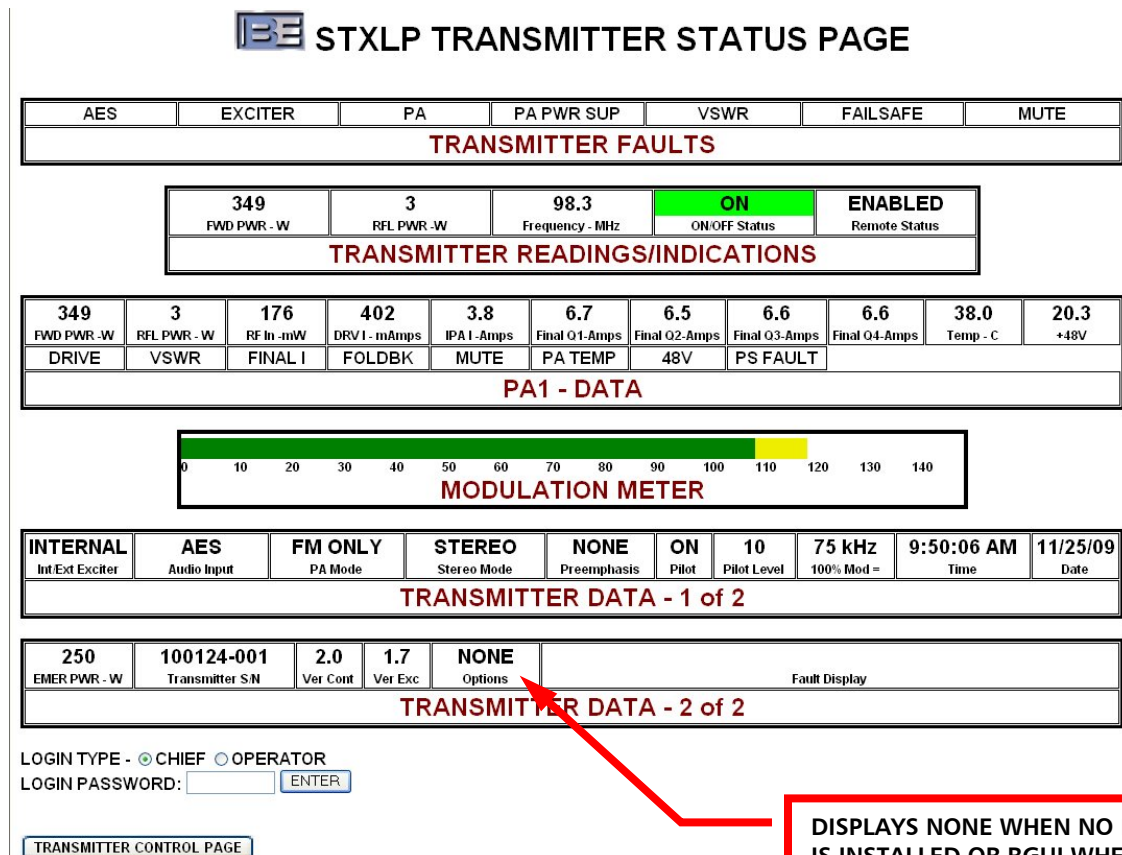 BE STXLP TRANSMITTER STATUS PAGE
AES EXCITER PA PA PWR SUP VSWR FAILSAFE MUTE
TRANSMITTER FAULTS
349 3 98.3 ON ENABLED
FWD PWR - W RFL PWR -W Frequency - MHz ON/OFF Status Remote Status
TRANSMITTER READINGS/INDICATIONS
349 3 176 402 3.8 6.7 6.5 6.6 6.6 38.0 20.3
FWD PWR -W RFL PWR - W RF In -mW DRV I - mAmps IPA I -Amps Final Q1-Amps Final Q2-Amps Final Q3-Amps Final Q4-Amps Temp - C +48V
DRIVE VSWR FINAL I FOLDBK MUTE PA TEMP 48V PS FAULT
PA1 - DATA
0 10 20 30 40 50 60 70 80 90 100 110 120 130 140
MODULATION METER
INTERNAL AES FM ONLY STEREO NONE ON 10 75 kHz 9:50:06 AM 11/25/09
Int/Ext Exciter Audio Input PA Mode Stereo Mode Preemphasis Pilot Pilot Level 100% Mod = Time Date
TRANSMITTER DATA - 1 of 2
250 100124-001 2.0 1.7 NONE
EMER PWR - W Transmitter S/N Ver Cont Ver Exc Options Fault Display
TRANSMITTER DATA - 2 of 2
LOGIN TYPE - CHIEF OPERATOR
LOGIN PASSWORD: ENTER
DISPLAYS NONE WHEN NO
TRANSMITTER CONTROL PAGE
IS INSTALLED OR RGUI WHE